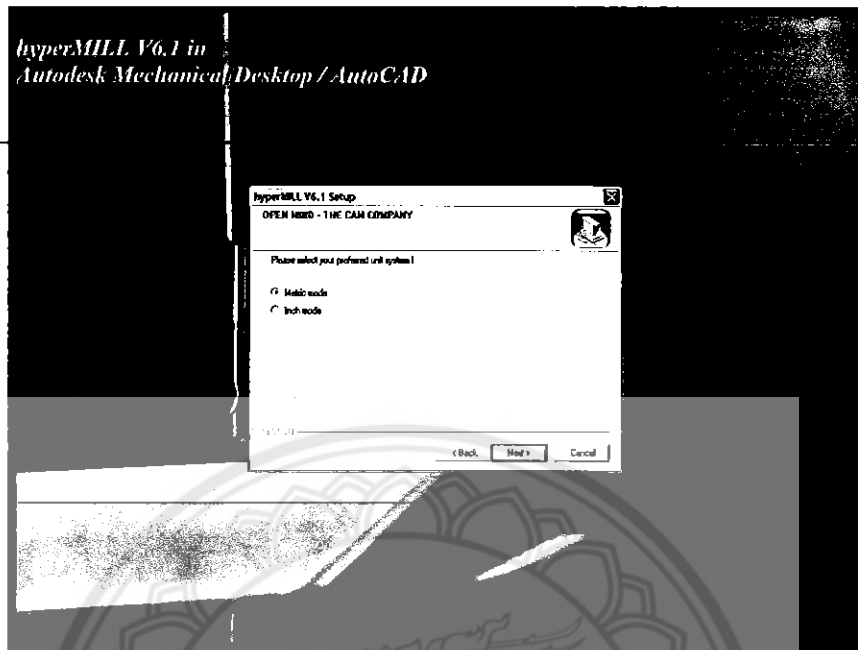 hyperMILL V6.1 in
Autodesk Mechanical Desktop / AutoCAD
hyperMILL V6.1 Setup
OPEN MIND - THE CAM COMPANY
Please select your preferred unit system !
Metric mode
Inch mode
< Back
Next >
Cancel